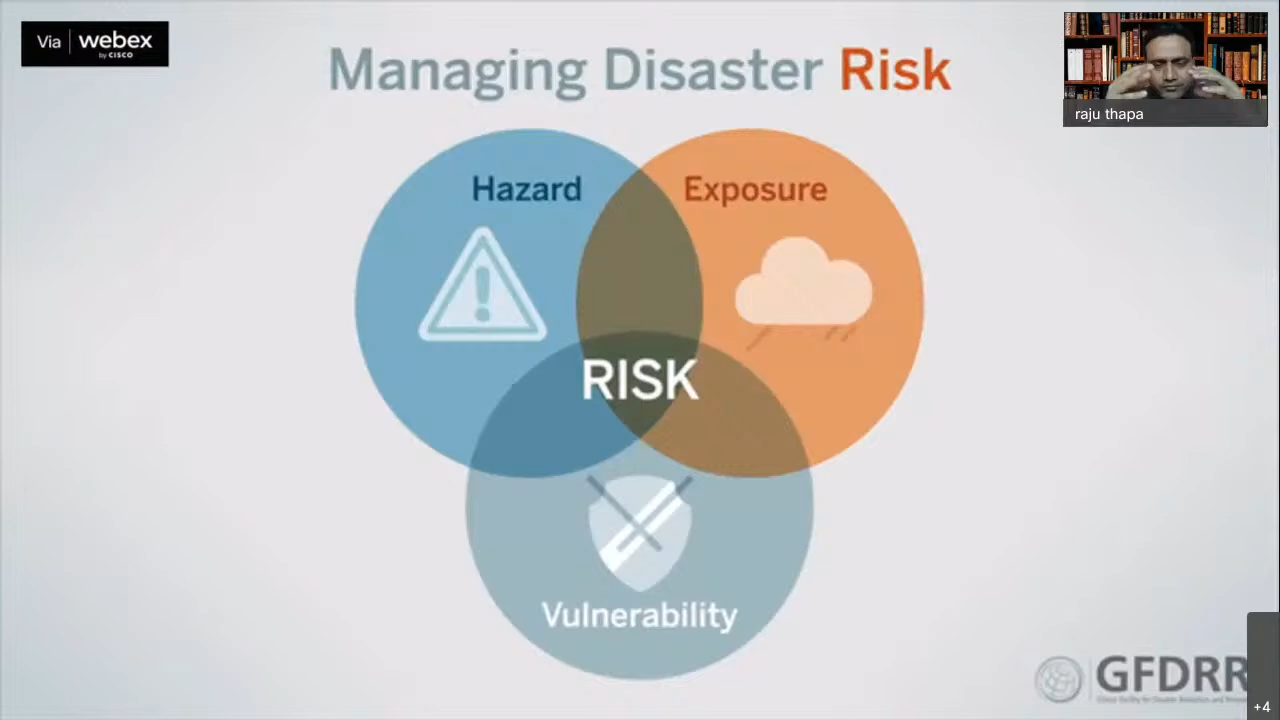 Via webex
by CISCO
Managing Disaster Risk
raju thapa
Hazard
Exposure
RISK
Vulnerability
GFDRR
+4